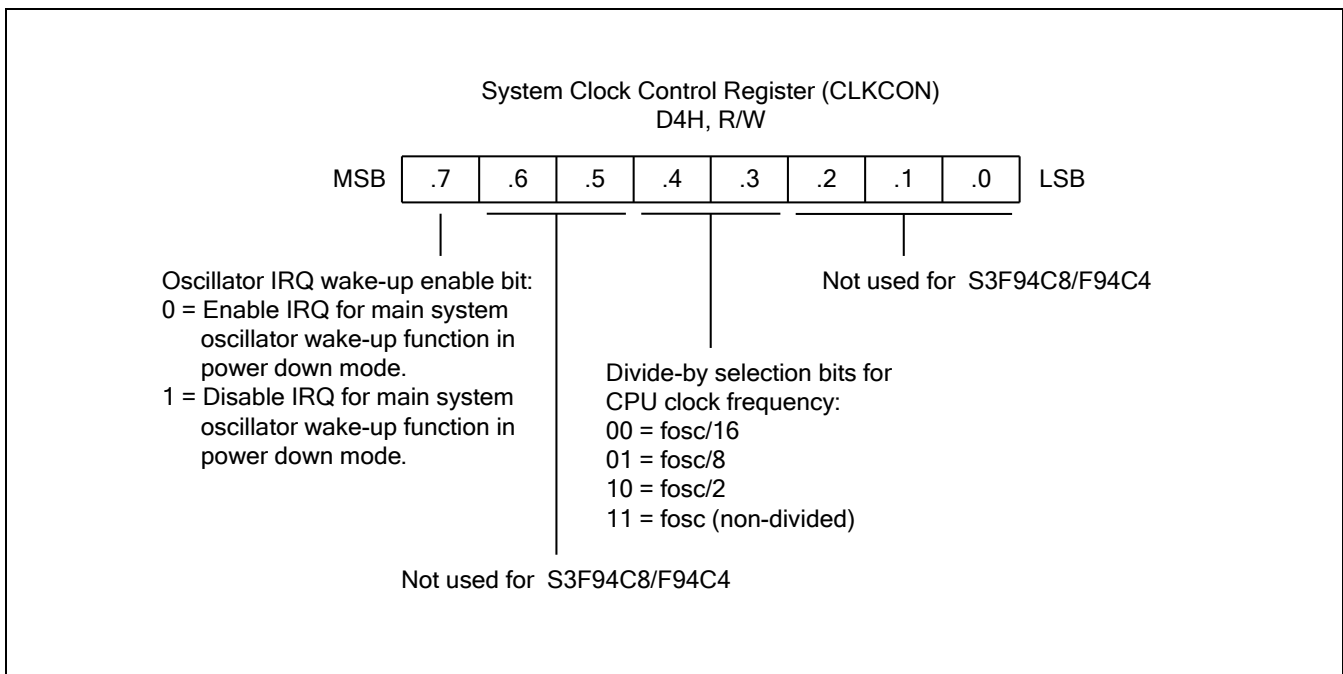 System Clock Control Register (CLKCON)
D4H, R/W
MSB .7 .6 .5 .4 .3 .2 .1 .0 LSB
Oscillator IRQ wake-up enable bit:
0 = Enable IRQ for main system
oscillator wake-up function in
power down mode.
1 = Disable IRQ for main system
oscillator wake-up function in
power down mode.
Not used for S3F94C8/F94C4
Divide-by selection bits for
CPU clock frequency:
00 = fosc/16
01 = fosc/8
10 = fosc/2
11 = fosc (non-divided)
Not used for S3F94C8/F94C4